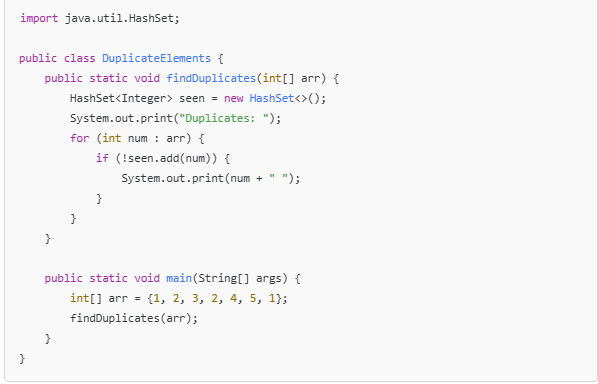 import java.util.HashSet;
public class DuplicateElements {
    public static void findDuplicates(int[] arr) {
        HashSet<Integer> seen = new HashSet<>();
        System.out.print("Duplicates: ");
        for (int num : arr) {
            if (!seen.add(num)) {
                System.out.print(num + " ");
            }
        }
    }
    public static void main(String[] args) {
        int[] arr = {1, 2, 3, 2, 4, 5, 1};
        findDuplicates(arr);
    }
}